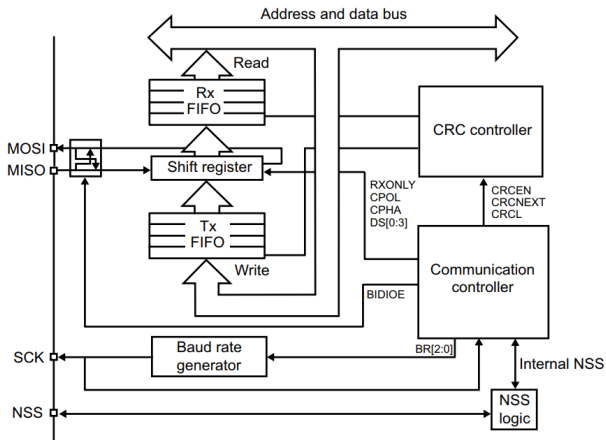 Address and data bus
Read
Rx
FIFO
CRC controller
MOSI
MISO
Shift register
RXONLY
CPOL
CPHA
DS[0:3]
CRCEN
CRCNEXT
CRCL
Tx
FIFO
Write
Communication
controller
BIDIOE
SCK
Baud rate
generator
BR[2:0]
Internal NSS
NSS
NSS
logic